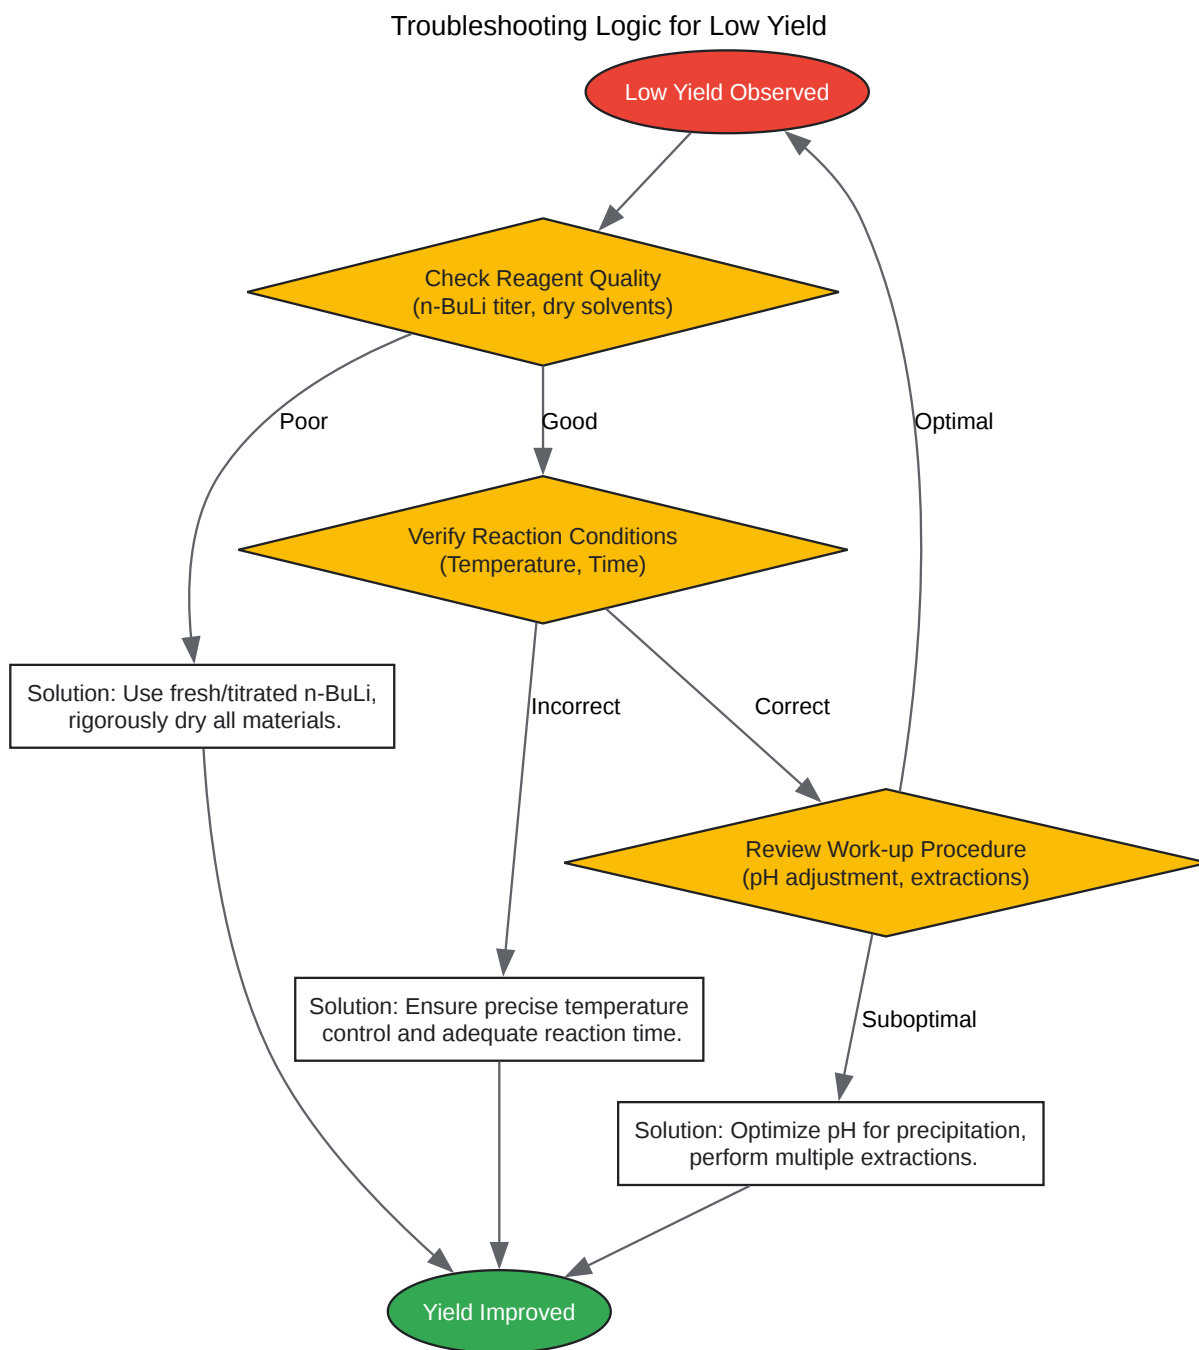 Troubleshooting Logic for Low Yield
Low Yield Observed
Check Reagent Quality
(n-BuLi titer, dry solvents)
Poor
Good
Optimal
Verify Reaction Conditions
(Temperature, Time)
Solution: Use fresh/titrated n-BuLi,
rigorously dry all materials.
Incorrect
Correct
Review Work-up Procedure
(pH adjustment, extractions)
Solution: Ensure precise temperature
control and adequate reaction time.
Suboptimal
Solution: Optimize pH for precipitation,
perform multiple extractions.
Yield Improved